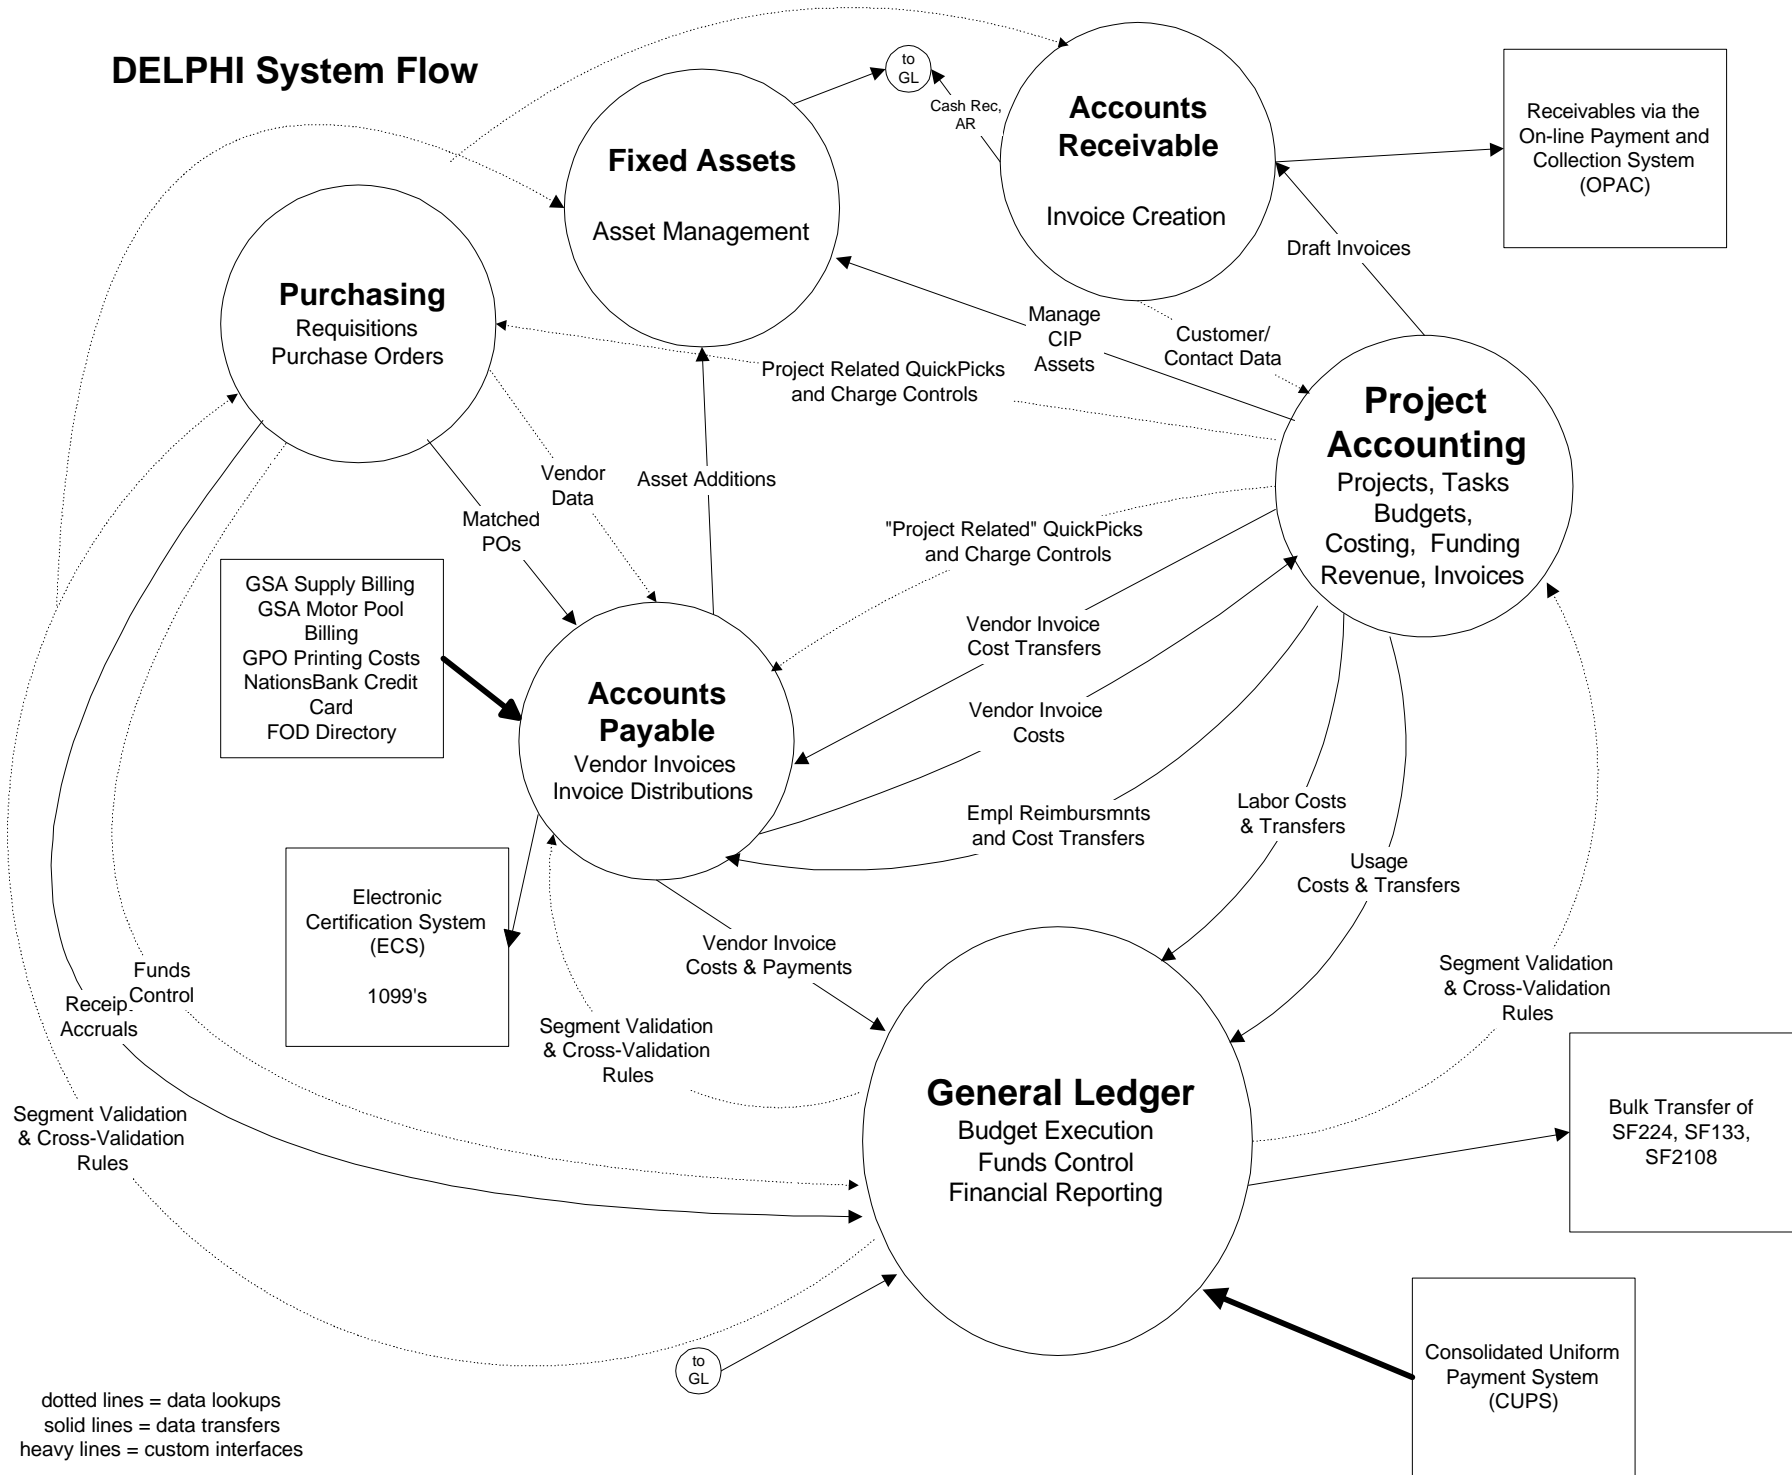 DELPHI System Flow
to
GL
Cash Rec,
AR
Accounts
Receivable
Invoice Creation
Receivables via the
On-line Payment and
Collection System
(OPAC)
Fixed Assets
Asset Management
Draft Invoices
Purchasing
Requisitions
Purchase Orders
Manage
CIP
Assets
Customer/
Contact Data
Project Related QuickPicks
and Charge Controls
Project
Accounting
Projects, Tasks
Budgets,
Costing, Funding
Revenue, Invoices
Vendor
Data
Asset Additions
Matched
POs
"Project Related" QuickPicks
and Charge Controls
GSA Supply Billing
GSA Motor Pool
Billing
GPO Printing Costs
NationsBank Credit
Card
FOD Directory
Vendor Invoice
Cost Transfers
Accounts
Payable
Vendor Invoices
Invoice Distributions
Vendor Invoice
Costs
Empl Reimbursmnts
and Cost Transfers
Labor Costs
& Transfers
Usage
Costs & Transfers
Electronic
Certification System
(ECS)
1099's
Vendor Invoice
Costs & Payments
Funds
Control
Receip
Accruals
Segment Validation
& Cross-Validation
Rules
Segment Validation
& Cross-Validation
Rules
General Ledger
Budget Execution
Funds Control
Financial Reporting
Segment Validation
& Cross-Validation
Rules
Bulk Transfer of
SF224, SF133,
SF2108
to
GL
Consolidated Uniform
Payment System
(CUPS)
dotted lines = data lookups
solid lines = data transfers
heavy lines = custom interfaces